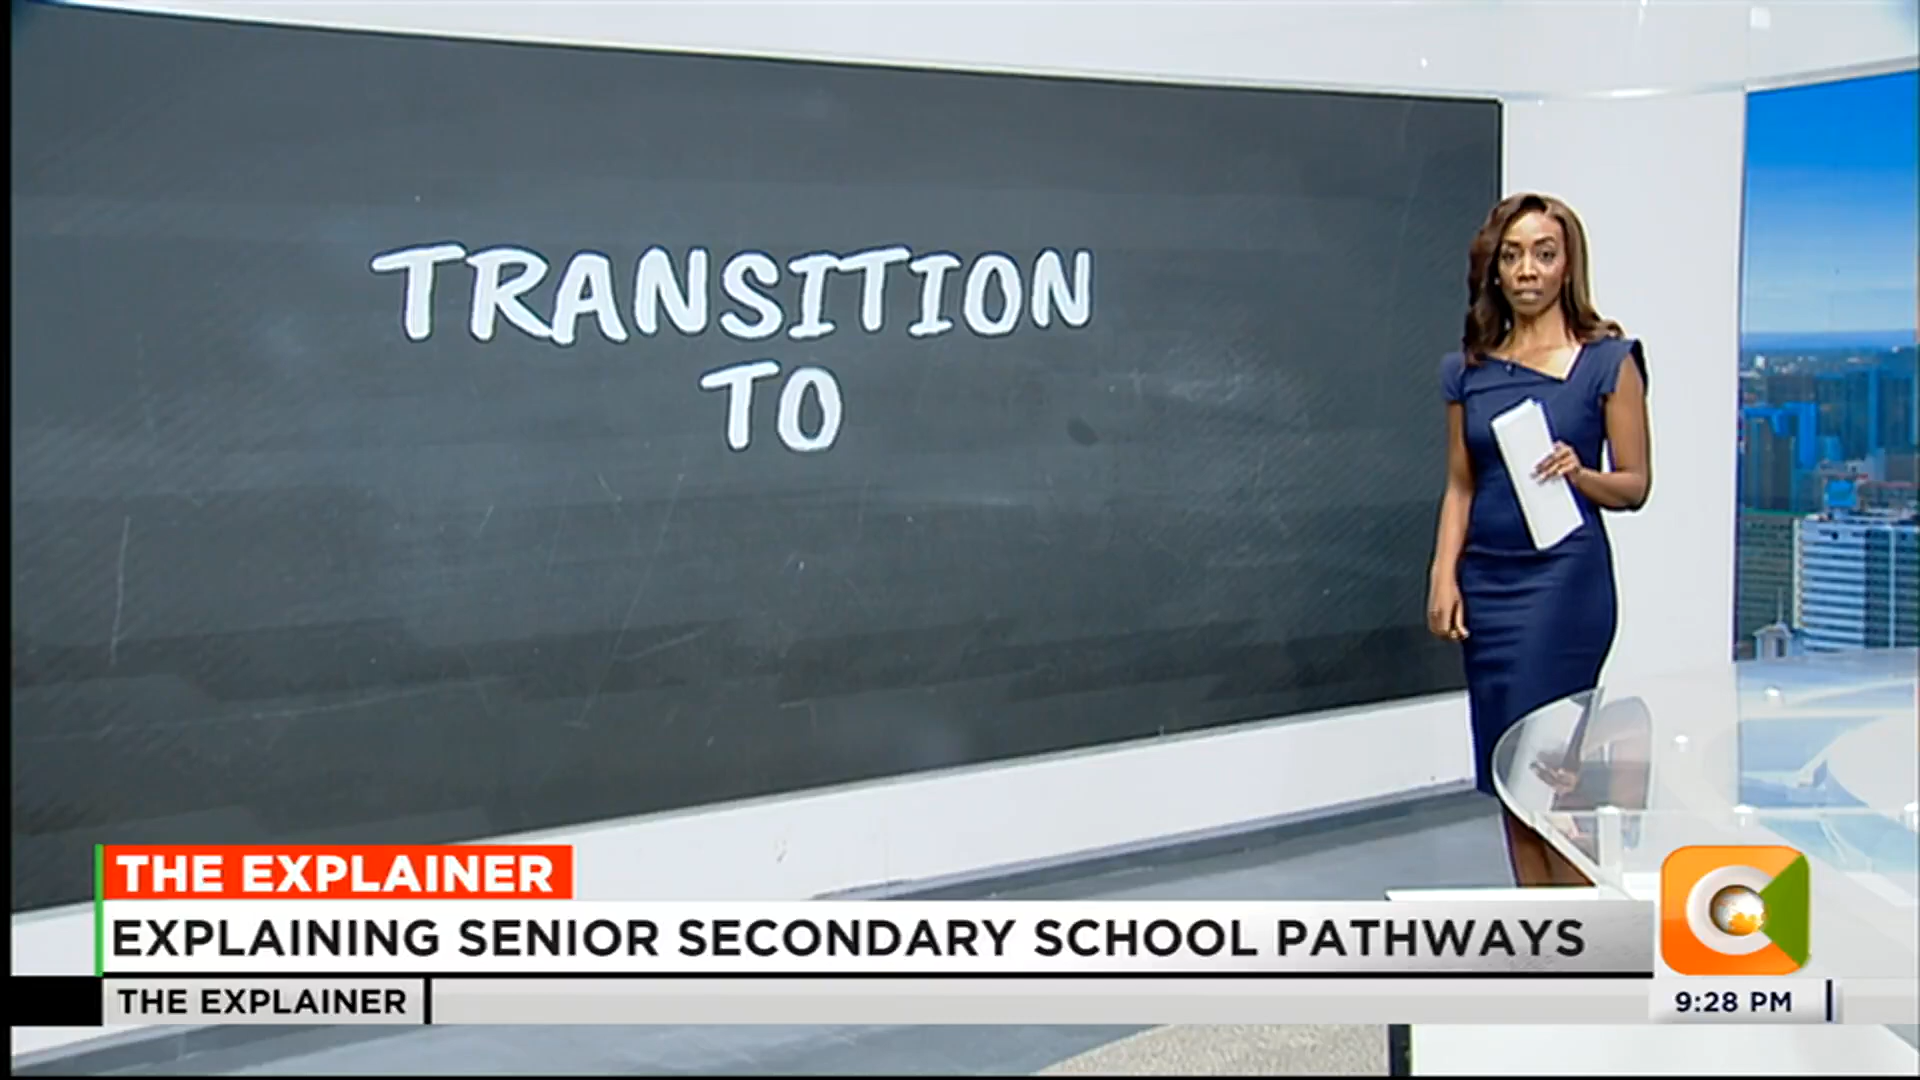 TRANSITION
TO
THE EXPLAINER
EXPLAINING SENIOR SECONDARY SCHOOL PATHWAYS
THE EXPLAINER
9:28 PM